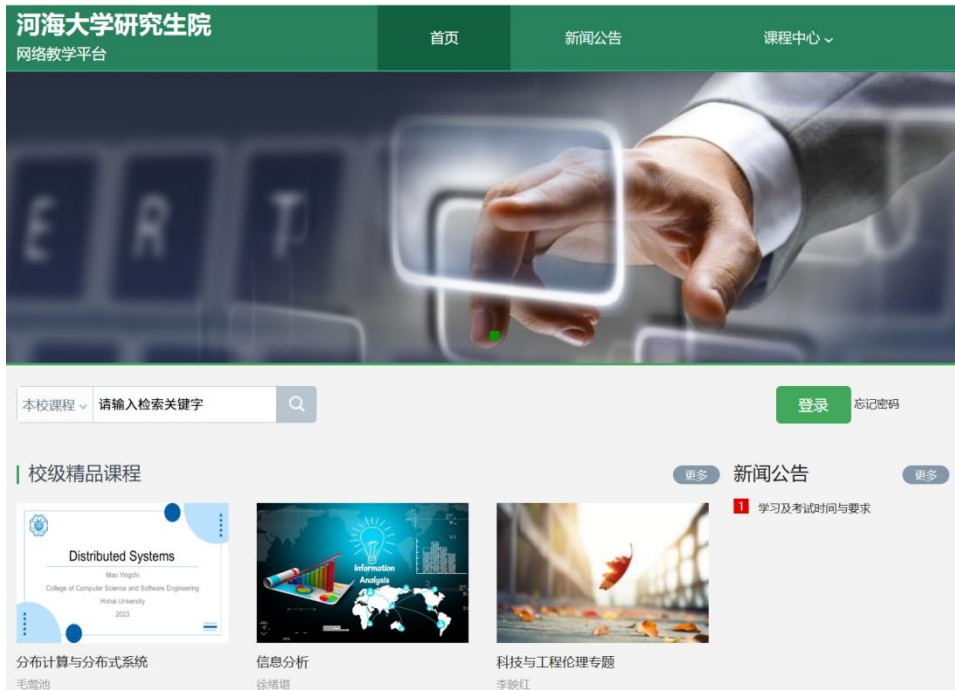 河海大学研究生院
网络教学平台
首页
新闻公告
课程中心
E R T
本校课程
请输入检索关键字
登录
忘记密码
校级精品课程
更多
新闻公告
更多
1 学习及考试时间与要求
Distributed Systems
Mao Yingchi
College of Computer Science and Software Engineering
Hohai University
2023
Information
Analysis
分布计算与分布式系统
信息分析
科技与工程伦理专题
毛莺池
徐绪堪
李映红